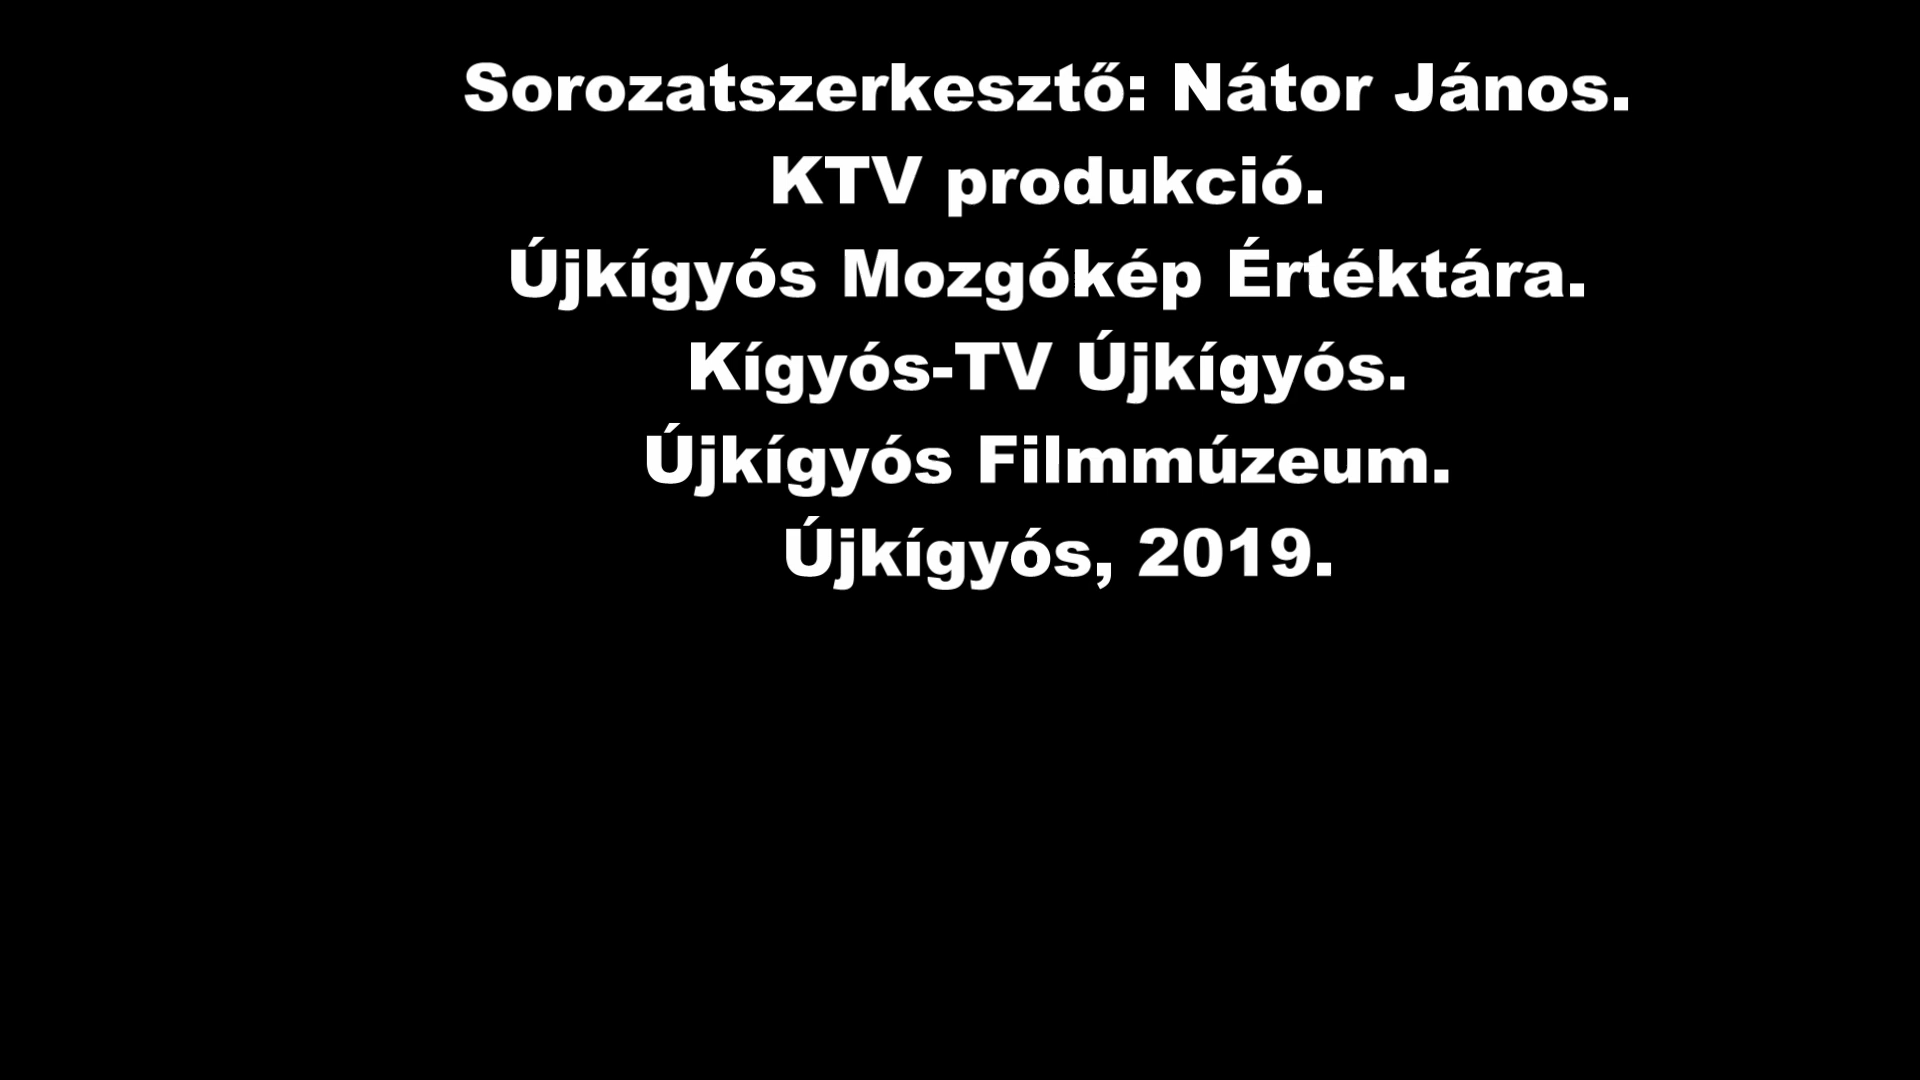 Sorozatszerkesztő: Nátor János.
KTV produkció.
Újkígyós Mozgókép Értéktára.
Kígyós-TV Újkígyós.
Újkígyós Filmmúzeum.
Újkígyós, 2019.